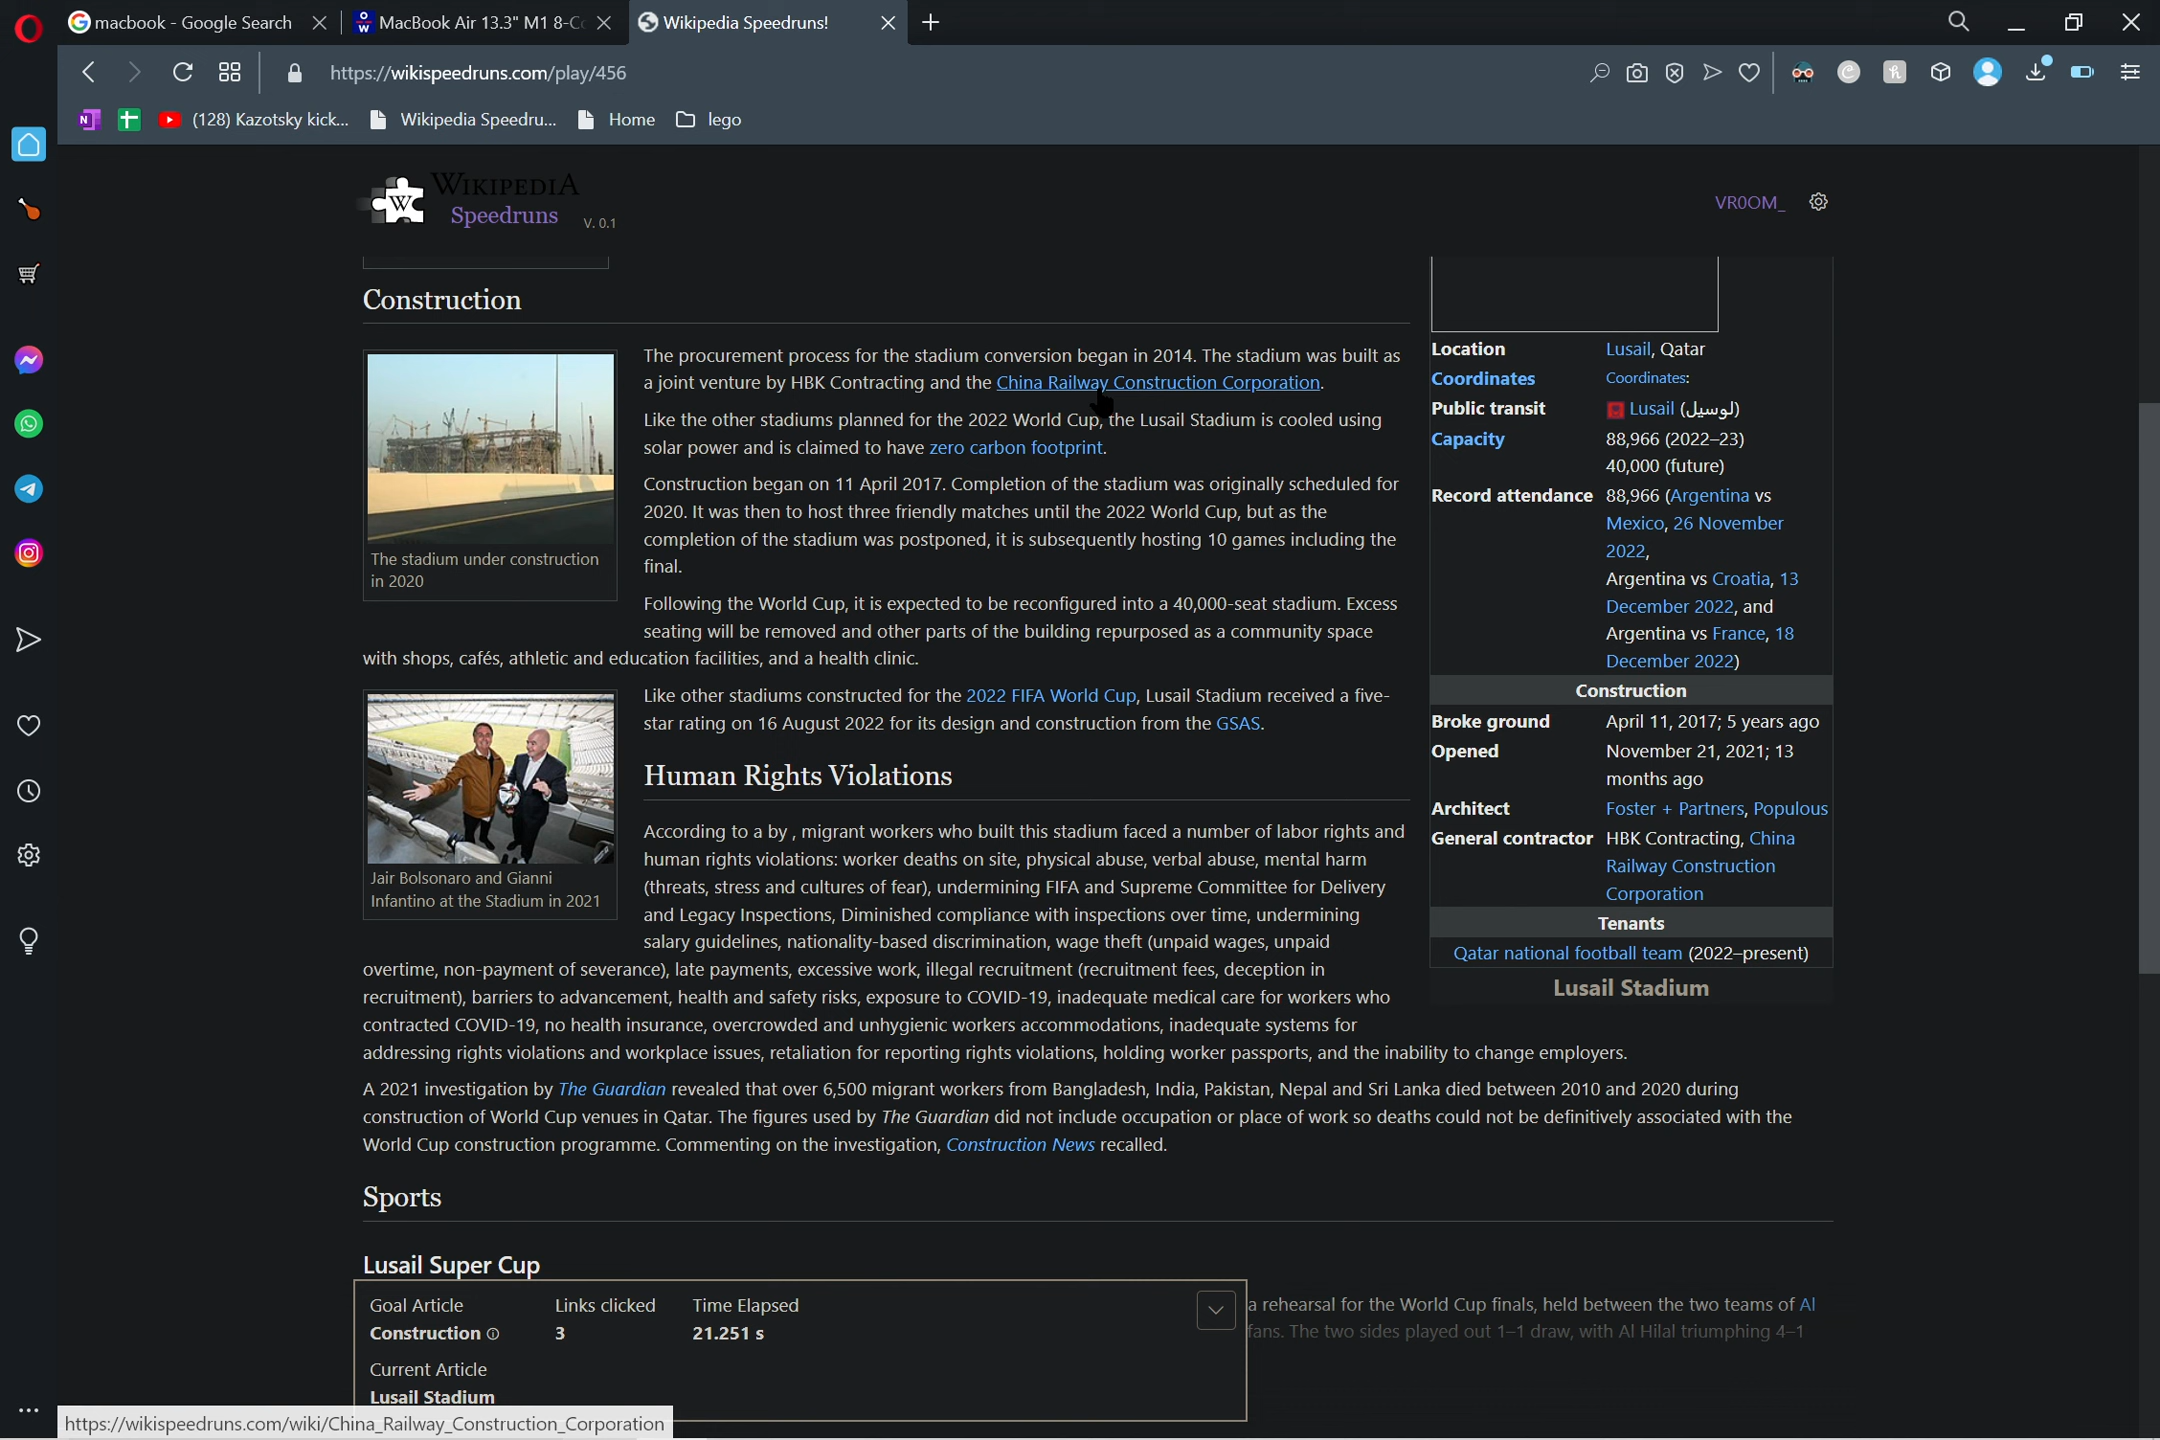 macbook - Google Search
MacBook Air 13.3" M1 8-C
Wikipedia Speedruns!
https://wikispeedruns.com/play/456
(128) Kazotsky kick...
Wikipedia Speedru...
Home
lego
WIKIPEDIA
Speedruns
V. 0.1
VR0OM_
Construction
The procurement process for the stadium conversion began in 2014. The stadium was built as
a joint venture by HBK Contracting and the China Railway Construction Corporation.
Like the other stadiums planned for the 2022 World Cup, the Lusail Stadium is cooled using
solar power and is claimed to have zero carbon footprint.
Construction began on 11 April 2017. Completion of the stadium was originally scheduled for
2020. It was then to host three friendly matches until the 2022 World Cup, but as the
completion of the stadium was postponed, it is subsequently hosting 10 games including the
final.
The stadium under construction
in 2020
Following the World Cup, it is expected to be reconfigured into a 40,000-seat stadium. Excess
seating will be removed and other parts of the building repurposed as a community space
with shops, cafés, athletic and education facilities, and a health clinic.
Like other stadiums constructed for the 2022 FIFA World Cup, Lusail Stadium received a five-
star rating on 16 August 2022 for its design and construction from the GSAS.
Jair Bolsonaro and Gianni
Infantino at the Stadium in 2021
Human Rights Violations
According to a by , migrant workers who built this stadium faced a number of labor rights and
human rights violations: worker deaths on site, physical abuse, verbal abuse, mental harm
(threats, stress and cultures of fear), undermining FIFA and Supreme Committee for Delivery
and Legacy Inspections, Diminished compliance with inspections over time, undermining
salary guidelines, nationality-based discrimination, wage theft (unpaid wages, unpaid
overtime, non-payment of severance), late payments, excessive work, illegal recruitment (recruitment fees, deception in
recruitment), barriers to advancement, health and safety risks, exposure to COVID-19, inadequate medical care for workers who
contracted COVID-19, no health insurance, overcrowded and unhygienic workers accommodations, inadequate systems for
addressing rights violations and workplace issues, retaliation for reporting rights violations, holding worker passports, and the inability to change employers.
A 2021 investigation by The Guardian revealed that over 6,500 migrant workers from Bangladesh, India, Pakistan, Nepal and Sri Lanka died between 2010 and 2020 during
construction of World Cup venues in Qatar. The figures used by The Guardian did not include occupation or place of work so deaths could not be definitively associated with the
World Cup construction programme. Commenting on the investigation, Construction News recalled.
Location Lusail, Qatar
Coordinates Coordinates:
Public transit Lusail (لوسيل)
Capacity 88,966 (2022–23)
40,000 (future)
Record attendance 88,966 (Argentina vs
Mexico, 26 November
2022,
Argentina vs Croatia, 13
December 2022, and
Argentina vs France, 18
December 2022)
Construction
Broke ground April 11, 2017; 5 years ago
Opened November 21, 2021; 13
months ago
Architect Foster + Partners, Populous
General contractor HBK Contracting, China
Railway Construction
Corporation
Tenants
Qatar national football team (2022–present)
Lusail Stadium
Sports
Lusail Super Cup
a rehearsal for the World Cup finals, held between the two teams of Al
fans. The two sides played out 1–1 draw, with Al Hilal triumphing 4–1
Goal Article Links clicked Time Elapsed
Construction 3 21.251 s
Current Article
Lusail Stadium
https://wikispeedruns.com/wiki/China_Railway_Construction_Corporation